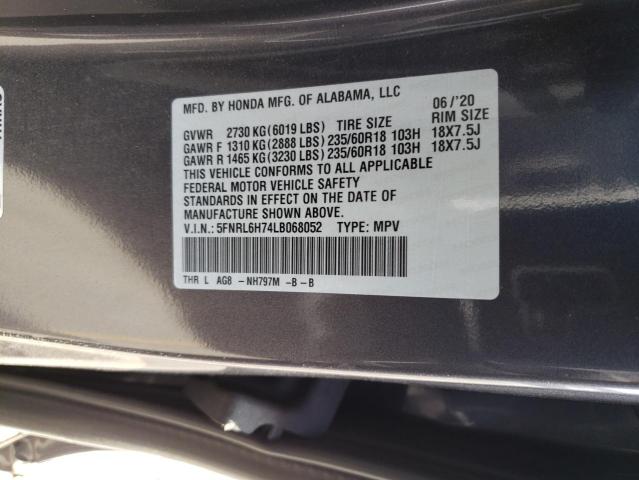 MFD. BY HONDA MFG. OF ALABAMA, LLC 06/'20
GVWR 2730 KG(6019 LBS) TIRE SIZE RIM SIZE
GAWR F 1310 KG(2888 LBS) 235/60R18 103H 18X7.5J
GAWR R 1465 KG(3230 LBS) 235/60R18 103H 18X7.5J
THIS VEHICLE CONFORMS TO ALL APPLICABLE
FEDERAL MOTOR VEHICLE SAFETY
STANDARDS IN EFFECT ON THE DATE OF
MANUFACTURE SHOWN ABOVE.
V.I.N.: 5FNRL6H74LB068052 TYPE: MPV
THR L AG8 - NH797M -B - B